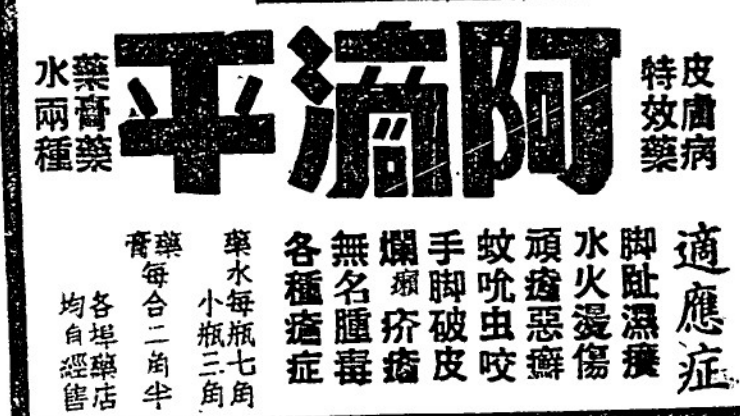 皮膚病
特效藥
阿滴平
藥膏藥
水兩種
適應症
脚趾濕癢
水火燙傷
頑瘡惡癬
蚊吮虫咬
手脚破皮
爛癩疥瘡
無名腫毒
各種瘡症
藥水每瓶七角
小瓶三角
藥膏每合二角半
各埠藥店
均自經售